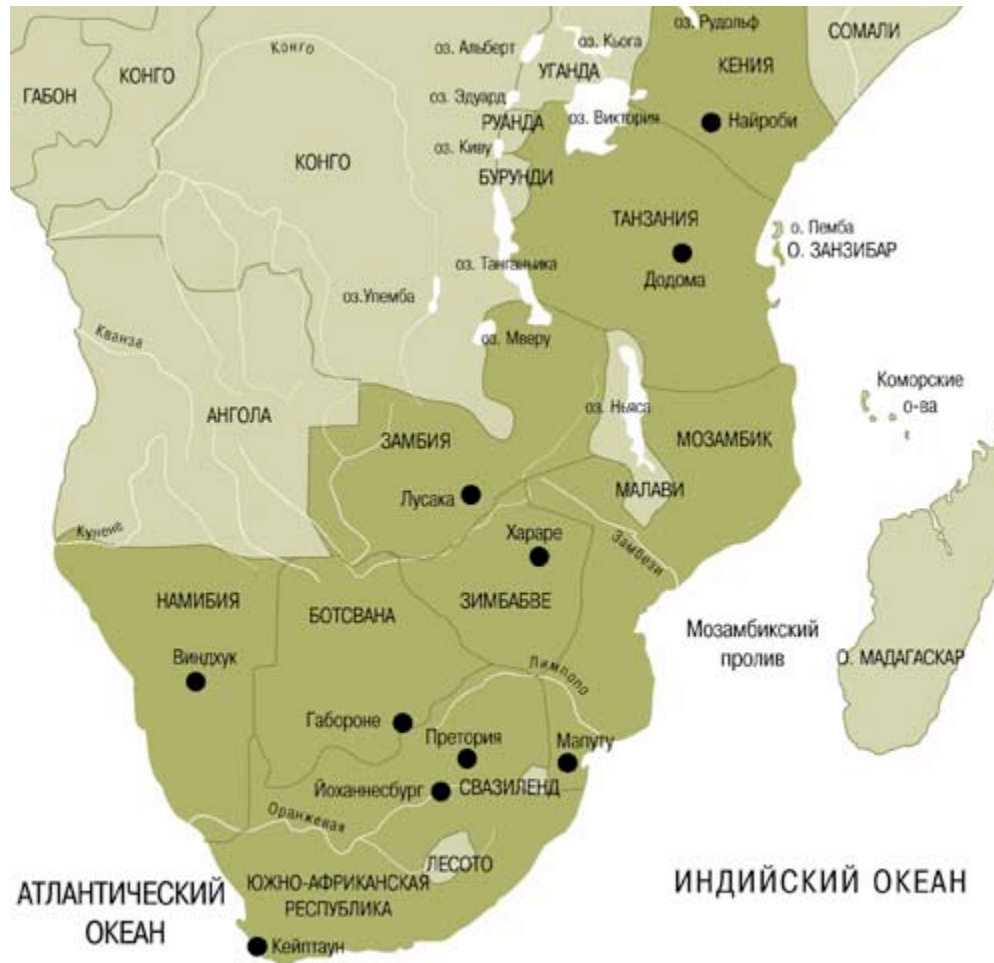 оз. Рудольф
СОМАЛИ
Конго
оз. Альберт
оз. Кьога
КОНГО
УГАНДА
КЕНИЯ
ГАБОН
оз. Эдуард
РУАНДА
оз. Виктория
Найроби
оз. Киву
КОНГО
БУРУНДИ
ТАНЗАНИЯ
о. Пемба
О. ЗАНЗИБАР
оз. Танганьика
Додома
оз.Упемба
Кванза
оз. Мверу
Коморские
о-ва
АНГОЛА
оз. Ньяса
ЗАМБИЯ
МОЗАМБИК
Лусака
МАЛАВИ
Кунене
Хараре
Замбези
НАМИБИЯ
БОТСВАНА
ЗИМБАБВЕ
Мозамбикский
пролив
О. МАДАГАСКАР
Виндхук
Лимпопо
Габороне
Претория
Мапуту
Йоханнесбург
СВАЗИЛЕНД
Оранжевая
ЛЕСОТО
ЮЖНО-АФРИКАНСКАЯ
РЕСПУБЛИКА
АТЛАНТИЧЕСКИЙ
ОКЕАН
ИНДИЙСКИЙ ОКЕАН
Кейптаун